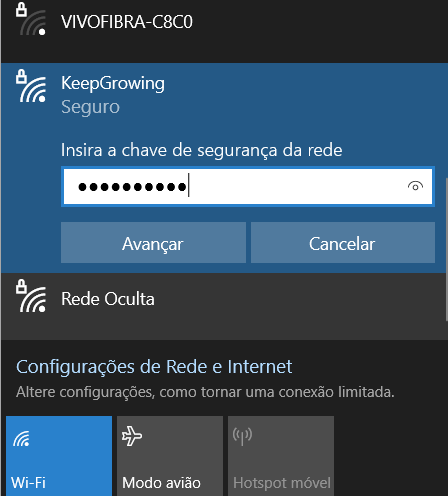 VIVOFIBRA-C8C0
KeepGrowing
Seguro
Insira a chave de segurança da rede
●●●●●●●●●●
Avançar
Cancelar
Rede Oculta
Configurações de Rede e Internet
Altere configurações, como tornar uma conexão limitada.
Wi-Fi
Modo avião
Hotspot móvel